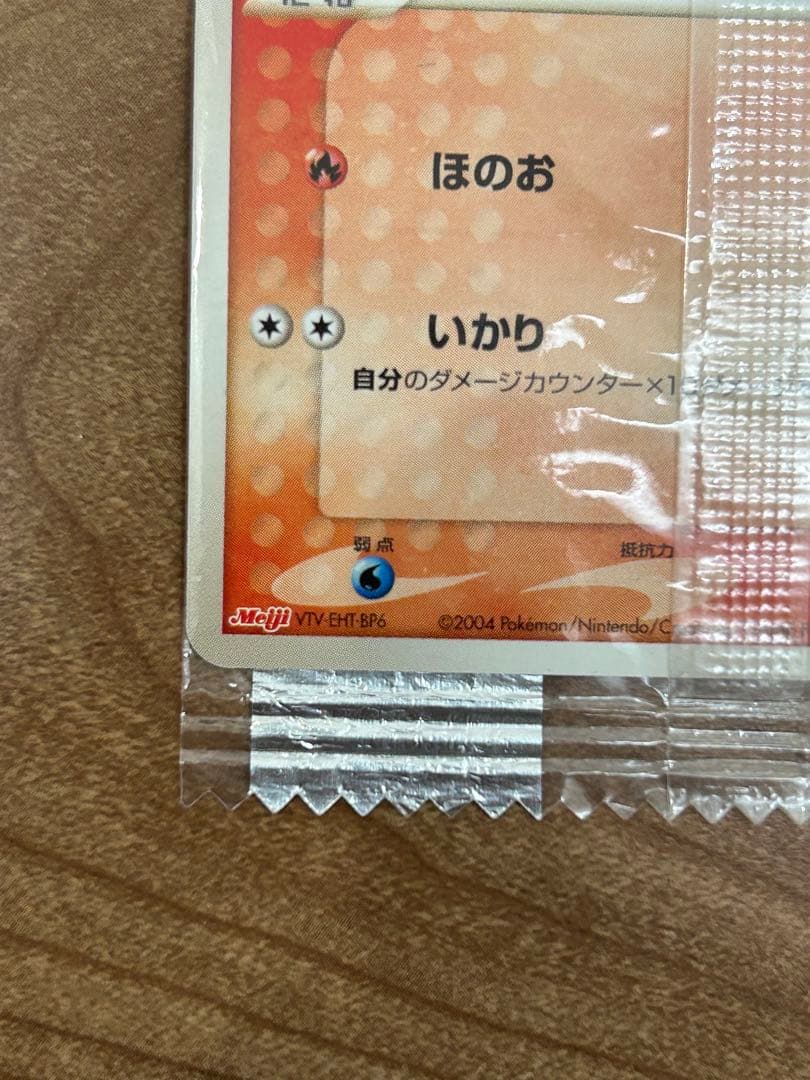 ほのお
いかり
自分のダメージカウンター×1
弱点
抵抗力
Meiji VTV-EHT-BP6 ©2004 Pokémon/Nintendo/C